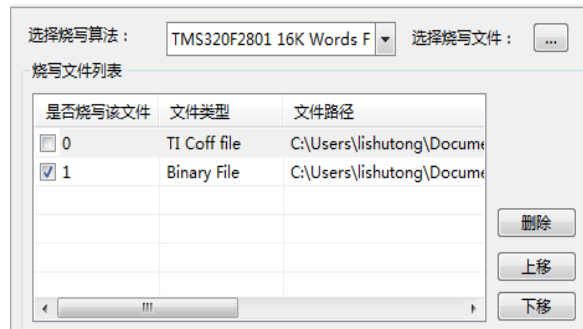 选择烧写算法： TMS320F2801 16K Words F 选择烧写文件： ...
烧写文件列表
是否烧写该文件 文件类型 文件路径
0 TI Coff file C:\Users\lishutong\Docume
1 Binary File C:\Users\lishutong\Docume
删除
上移
下移